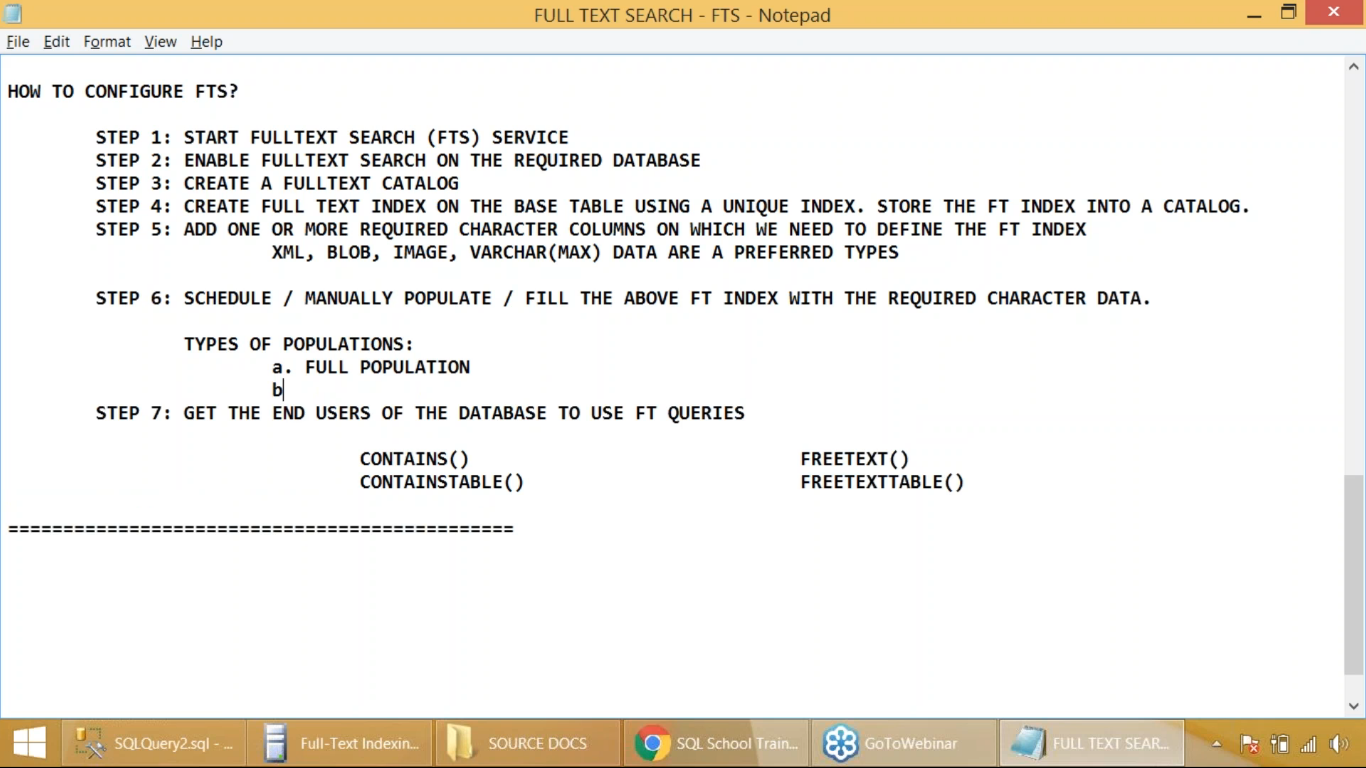 FULL TEXT SEARCH - FTS - Notepad
File Edit Format View Help
HOW TO CONFIGURE FTS?
STEP 1: START FULLTEXT SEARCH (FTS) SERVICE
STEP 2: ENABLE FULLTEXT SEARCH ON THE REQUIRED DATABASE
STEP 3: CREATE A FULLTEXT CATALOG
STEP 4: CREATE FULL TEXT INDEX ON THE BASE TABLE USING A UNIQUE INDEX. STORE THE FT INDEX INTO A CATALOG.
STEP 5: ADD ONE OR MORE REQUIRED CHARACTER COLUMNS ON WHICH WE NEED TO DEFINE THE FT INDEX
XML, BLOB, IMAGE, VARCHAR(MAX) DATA ARE A PREFERRED TYPES
STEP 6: SCHEDULE / MANUALLY POPULATE / FILL THE ABOVE FT INDEX WITH THE REQUIRED CHARACTER DATA.
TYPES OF POPULATIONS:
a. FULL POPULATION
b
STEP 7: GET THE END USERS OF THE DATABASE TO USE FT QUERIES
CONTAINS() FREETEXT()
CONTAINSTABLE() FREETEXTTABLE()
==============================================
SQLQuery2.sql - ... Full-Text Indexin... SOURCE DOCS SQL School Train... GoToWebinar FULL TEXT SEAR...